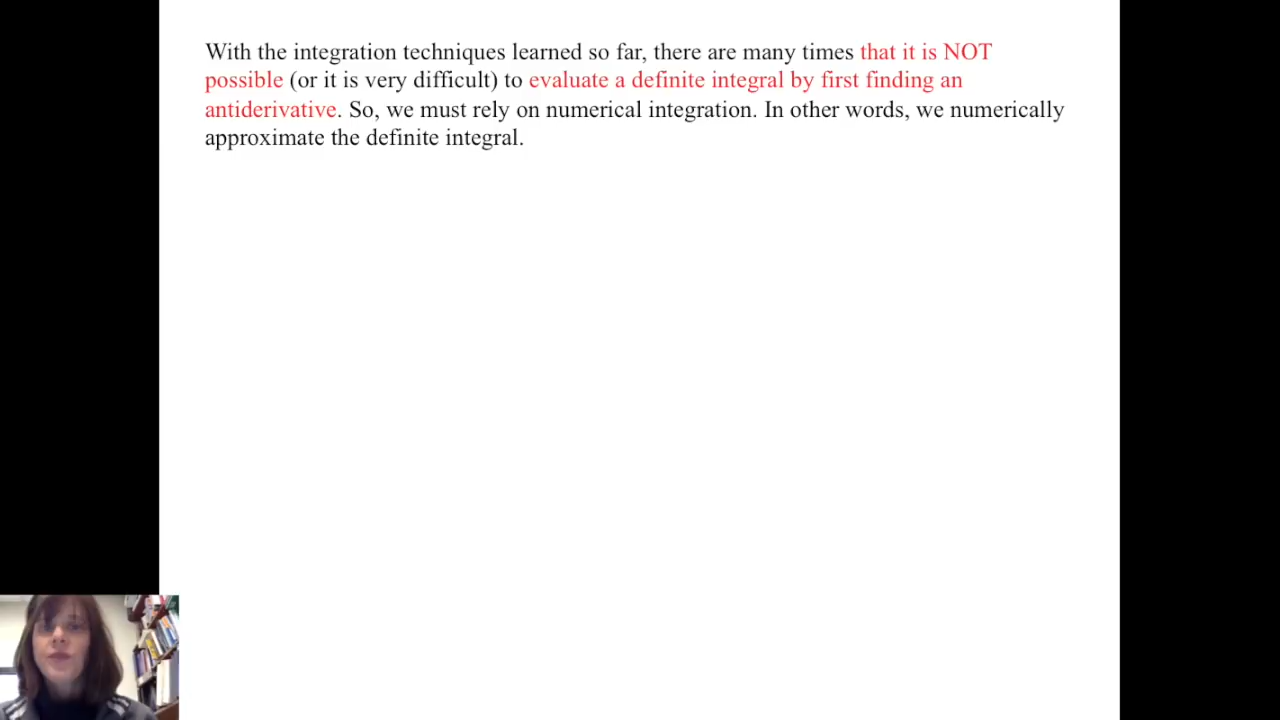 With the integration techniques learned so far, there are many times that it is NOT
possible (or it is very difficult) to evaluate a definite integral by first finding an
antiderivative. So, we must rely on numerical integration. In other words, we numerically
approximate the definite integral.